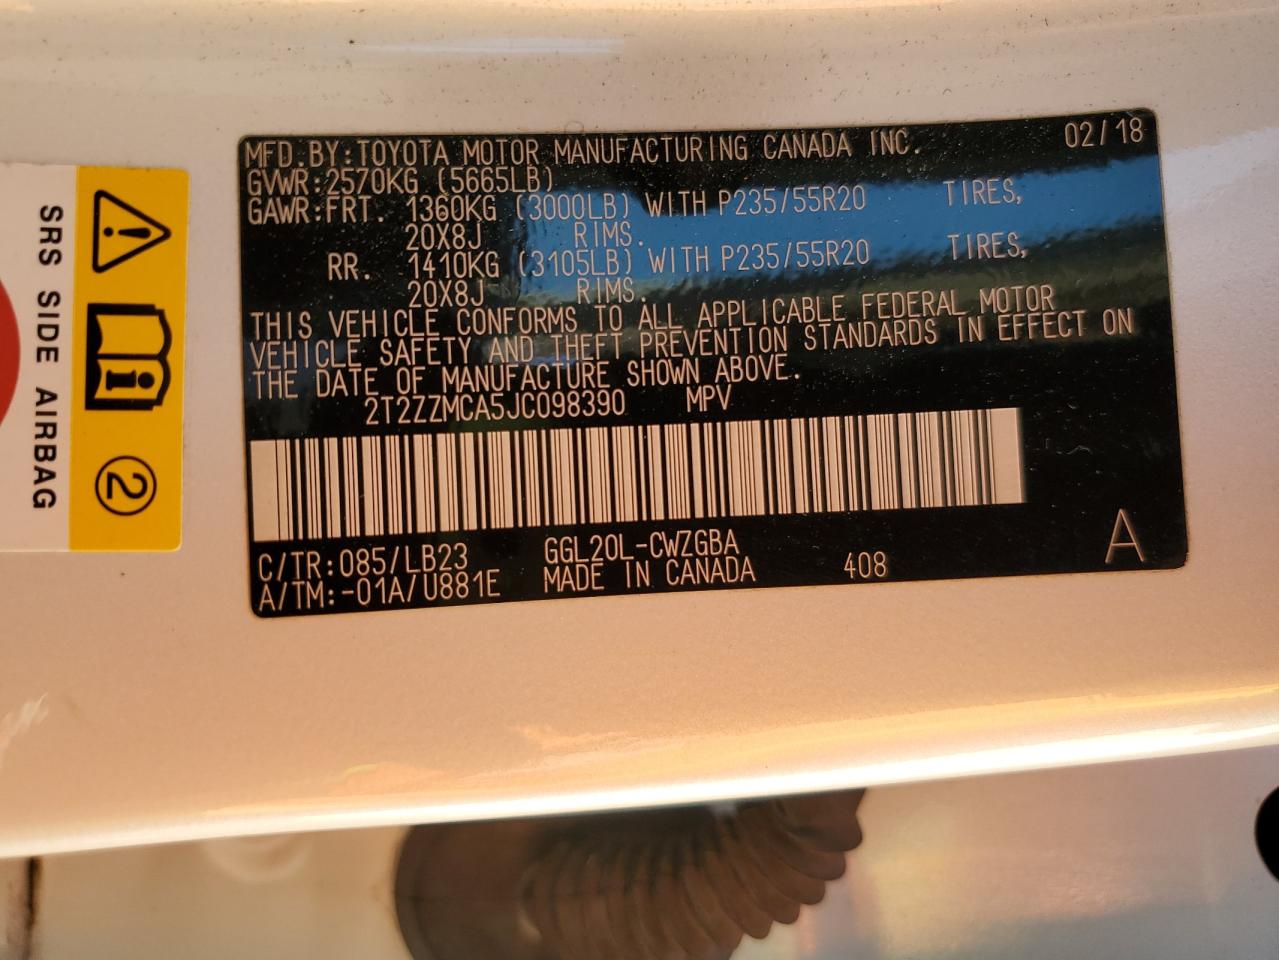 MFD.BY:TOYOTA MOTOR MANUFACTURING CANADA INC. 02/18
GVWR:2570KG (5665LB)
GAWR:FRT. 1360KG (3000LB) WITH P235/55R20 TIRES,
20X8J RIMS.
RR. 1410KG (3105LB) WITH P235/55R20 TIRES,
20X8J RIMS.
THIS VEHICLE CONFORMS TO ALL APPLICABLE FEDERAL MOTOR
VEHICLE SAFETY AND THEFT PREVENTION STANDARDS IN EFFECT ON
THE DATE OF MANUFACTURE SHOWN ABOVE.
2T2ZZMCA5JC098390 MPV
C/TR:085/LB23 GGL20L-CWZGBA
A/TM:-01A/U881E MADE IN CANADA 408 A
SRS SIDE AIRBAG
2